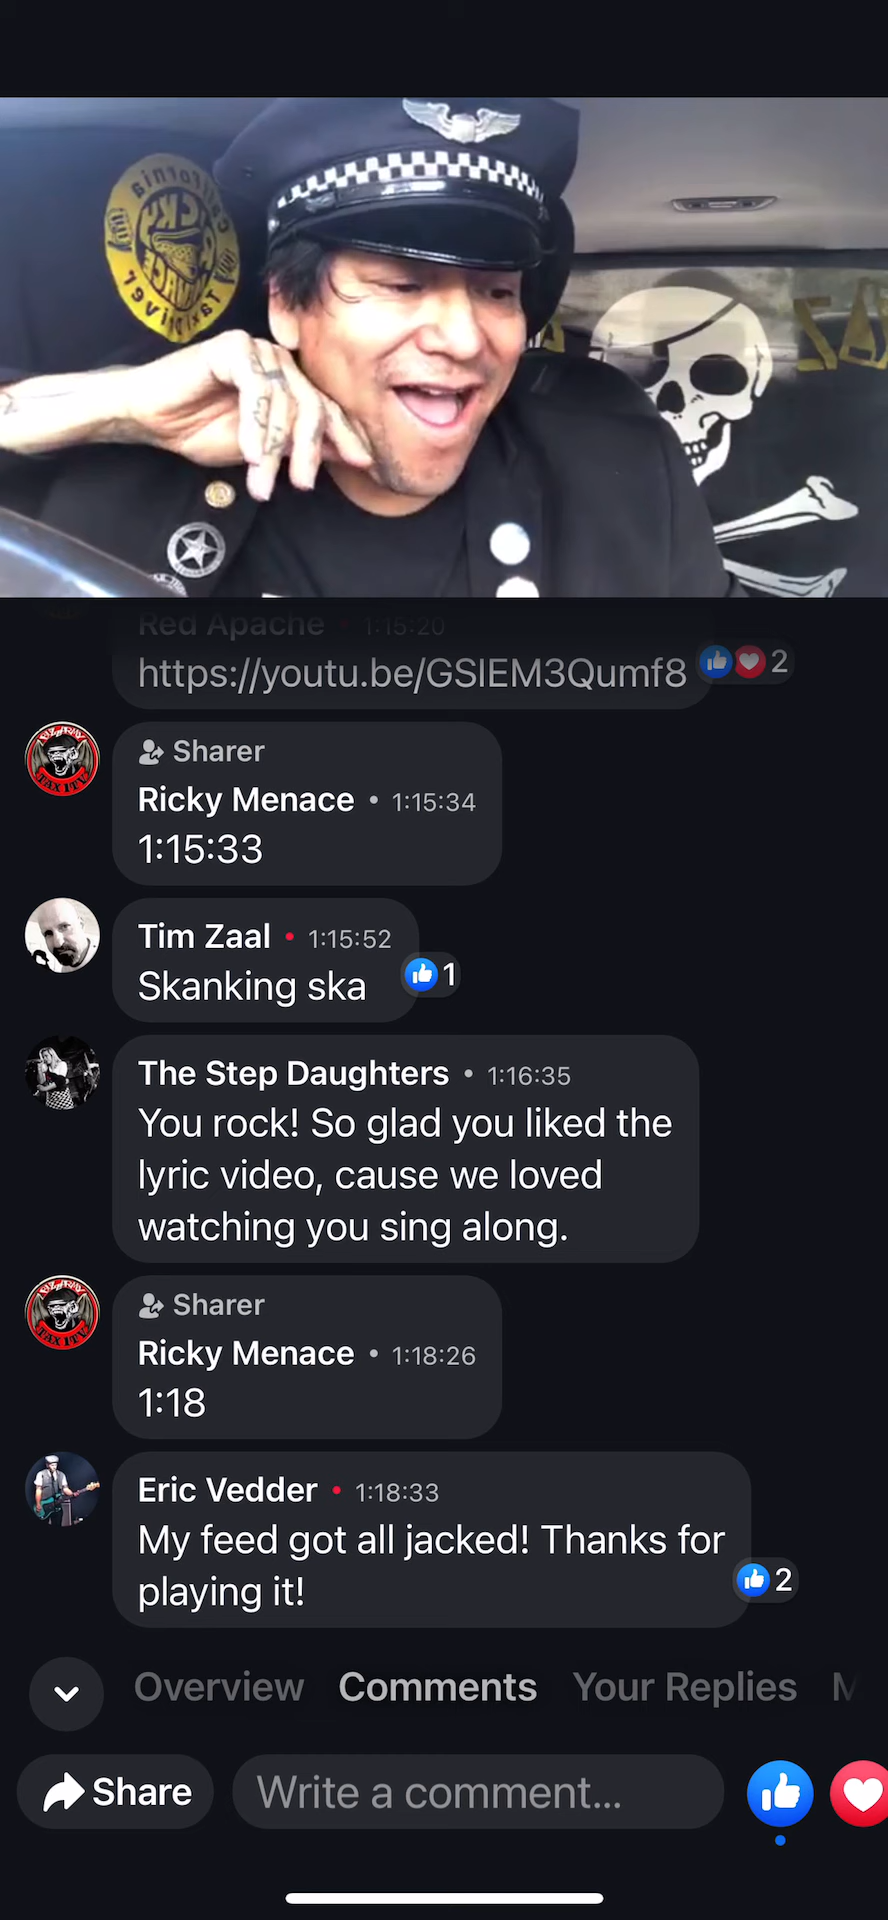 California
Taxi Driver
Red Apache • 1:15:20
https://youtu.be/GSIEM3Qumf8
2
Sharer
Ricky Menace • 1:15:34
1:15:33
Tim Zaal • 1:15:52
Skanking ska
1
The Step Daughters • 1:16:35
You rock! So glad you liked the
lyric video, cause we loved
watching you sing along.
Sharer
Ricky Menace • 1:18:26
1:18
Eric Vedder • 1:18:33
My feed got all jacked! Thanks for
playing it!
2
Overview Comments Your Replies M
Share Write a comment...